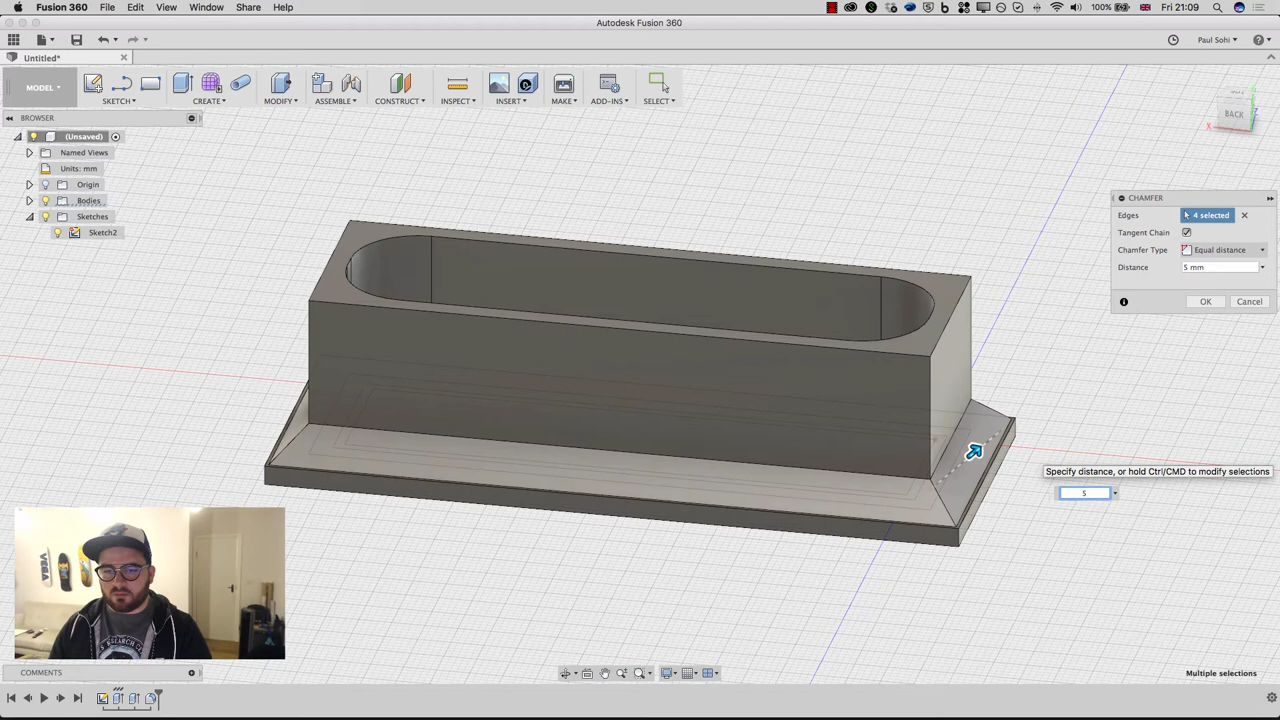 Fusion 360 File Edit View Window Share Help 100% Fri 21:09
Autodesk Fusion 360
Paul Sohi
Untitled*
MODEL
SKETCH CREATE MODIFY ASSEMBLE CONSTRUCT INSPECT INSERT MAKE ADD-INS SELECT
BROWSER
(Unsaved)
Named Views
Units: mm
Origin
Bodies
Sketches
Sketch2
BACK
X
CHAMFER
Edges 4 selected
Tangent Chain
Chamfer Type Equal distance
Distance 5 mm
OK Cancel
Specify distance, or hold Ctrl/CMD to modify selections
5
VEGA
COMMENTS
Multiple selections